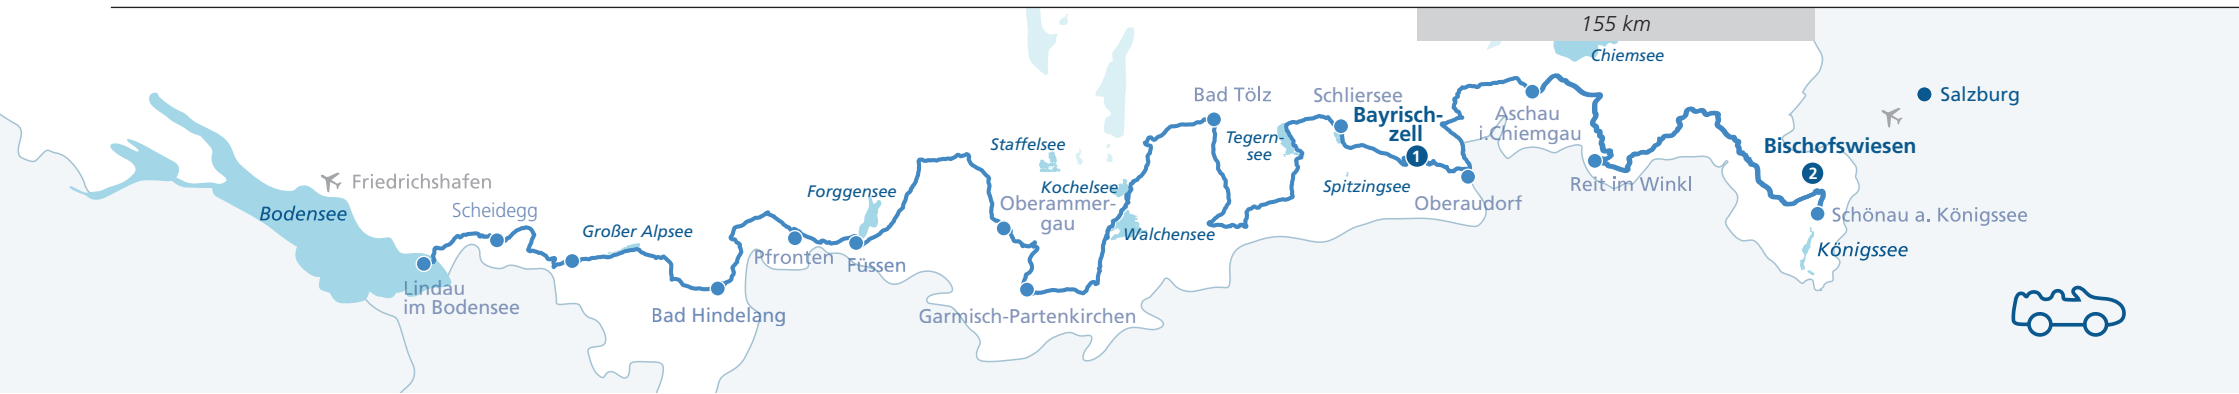 155 km
Chiemsee
Salzburg
Bad Tölz
Schliersee
Bayrisch-
zell
1
Aschau
i.Chiemgau
Tegern-
see
Staffelsee
Bischofswiesen
2
Friedrichshafen
Forggensee
Kochelsee
Spitzingsee
Reit im Winkl
Oberammer-
gau
Oberaudorf
Bodensee
Scheidegg
Schönau a. Königssee
Großer Alpsee
Walchensee
Königssee
Pfronten
Füssen
Lindau
im Bodensee
Bad Hindelang
Garmisch-Partenkirchen